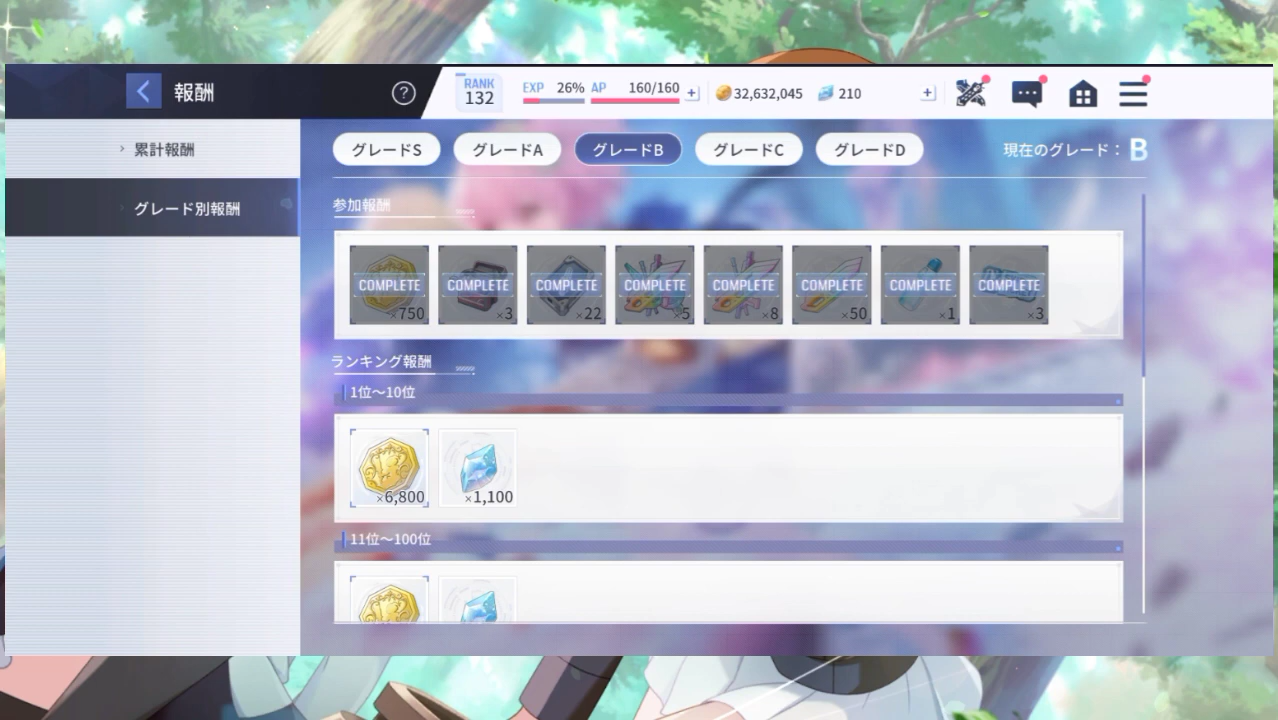 報酬
?
RANK
132
EXP 26% AP 160/160
32,632,045
210
累計報酬
グレード別報酬
グレードS
グレードA
グレードB
グレードC
グレードD
現在のグレード： B
参加報酬
COMPLETE COMPLETE COMPLETE COMPLETE COMPLETE COMPLETE COMPLETE COMPLETE
×750 ×3 ×22 ×5 ×8 ×50 ×1 ×3
ランキング報酬
1位～10位
×6,800 ×1,100
11位～100位